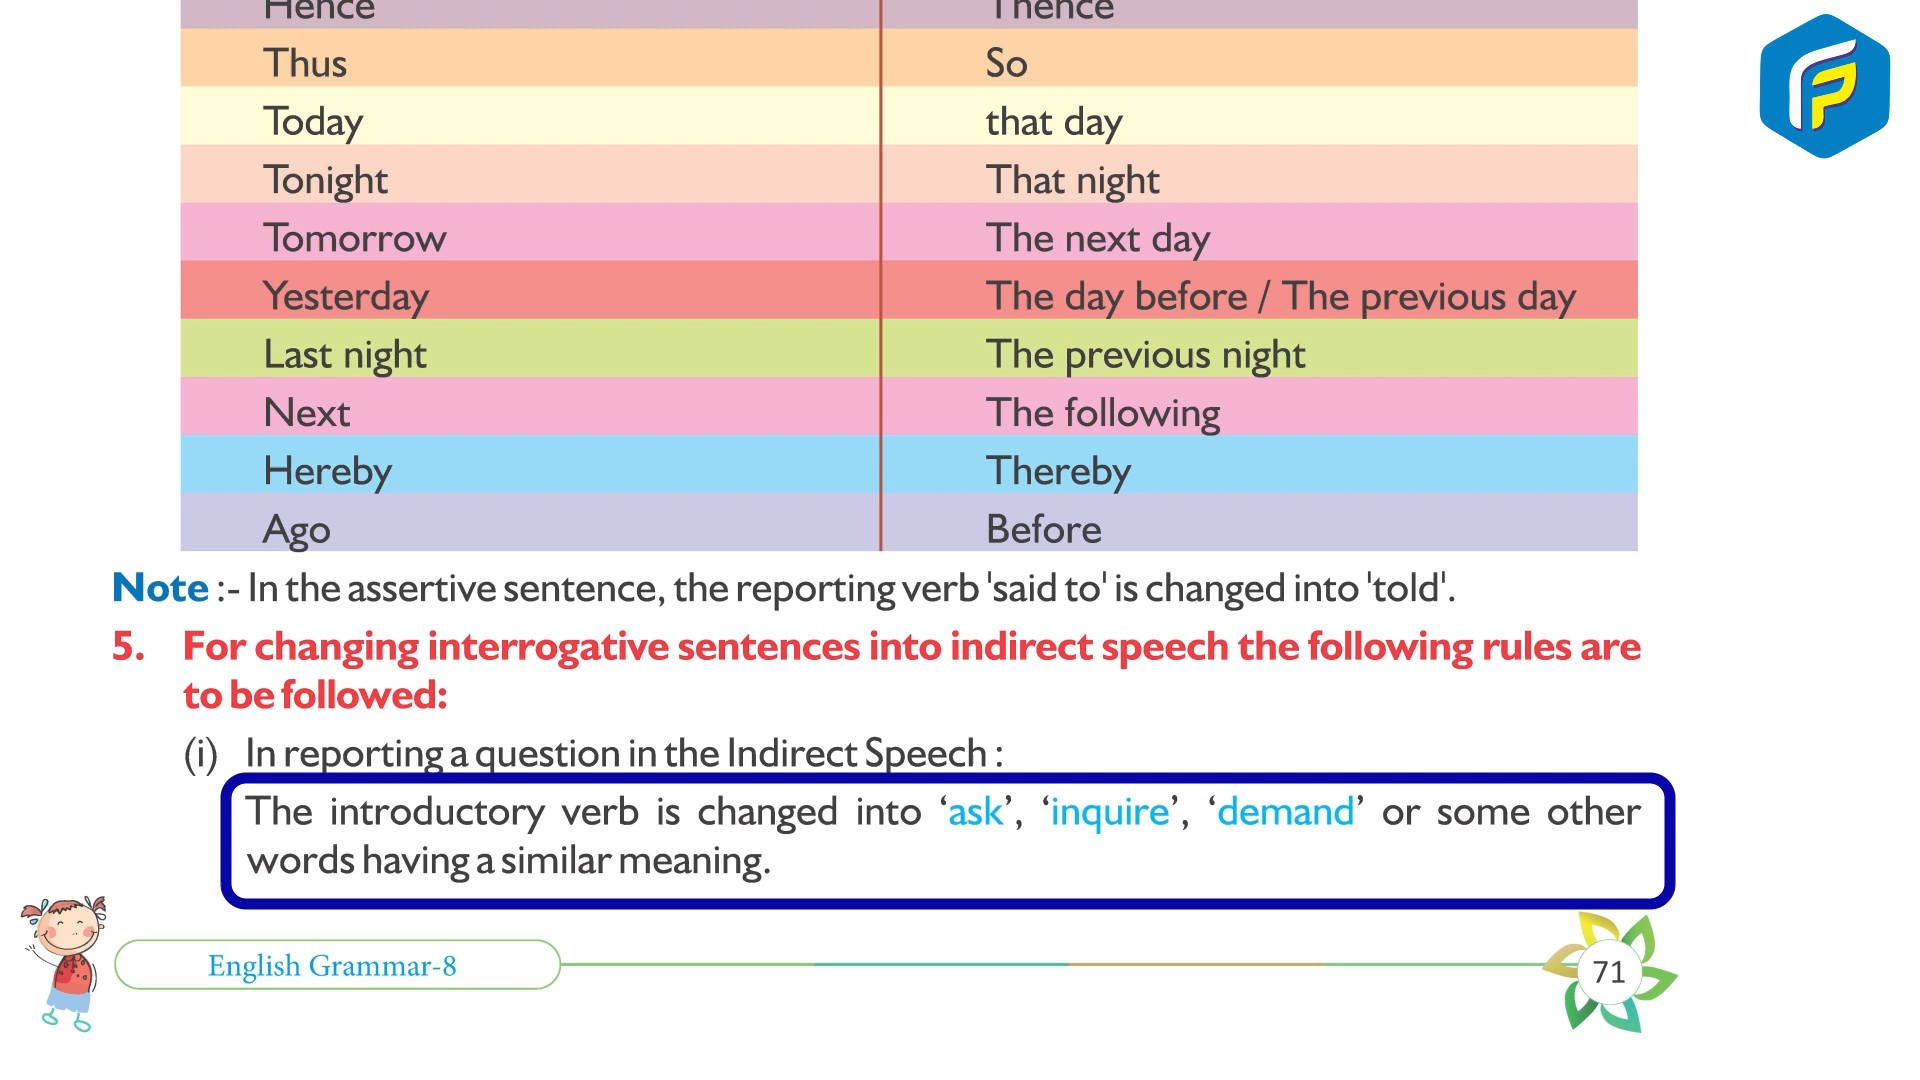 Hence Thence
Thus So
Today that day
Tonight That night
Tomorrow The next day
Yesterday The day before / The previous day
Last night The previous night
Next The following
Hereby Thereby
Ago Before
Note :- In the assertive sentence, the reporting verb 'said to' is changed into 'told'.
5. For changing interrogative sentences into indirect speech the following rules are
to be followed:
(i) In reporting a question in the Indirect Speech :
The introductory verb is changed into ‘ask’, ‘inquire’, ‘demand’ or some other
words having a similar meaning.
English Grammar-8
71